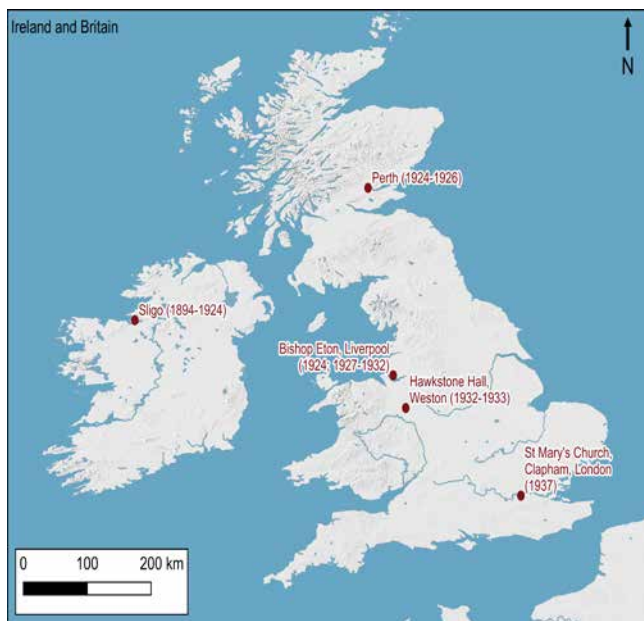 Ireland and Britain
N
Perth (1924-1926)
Sligo (1894-1924)
Bishop Eton, Liverpool
(1924; 1927-1932)
Hawkstone Hall,
Weston (1932-1933)
St Mary's Church,
Clapham, London
(1937)
0 100 200 km